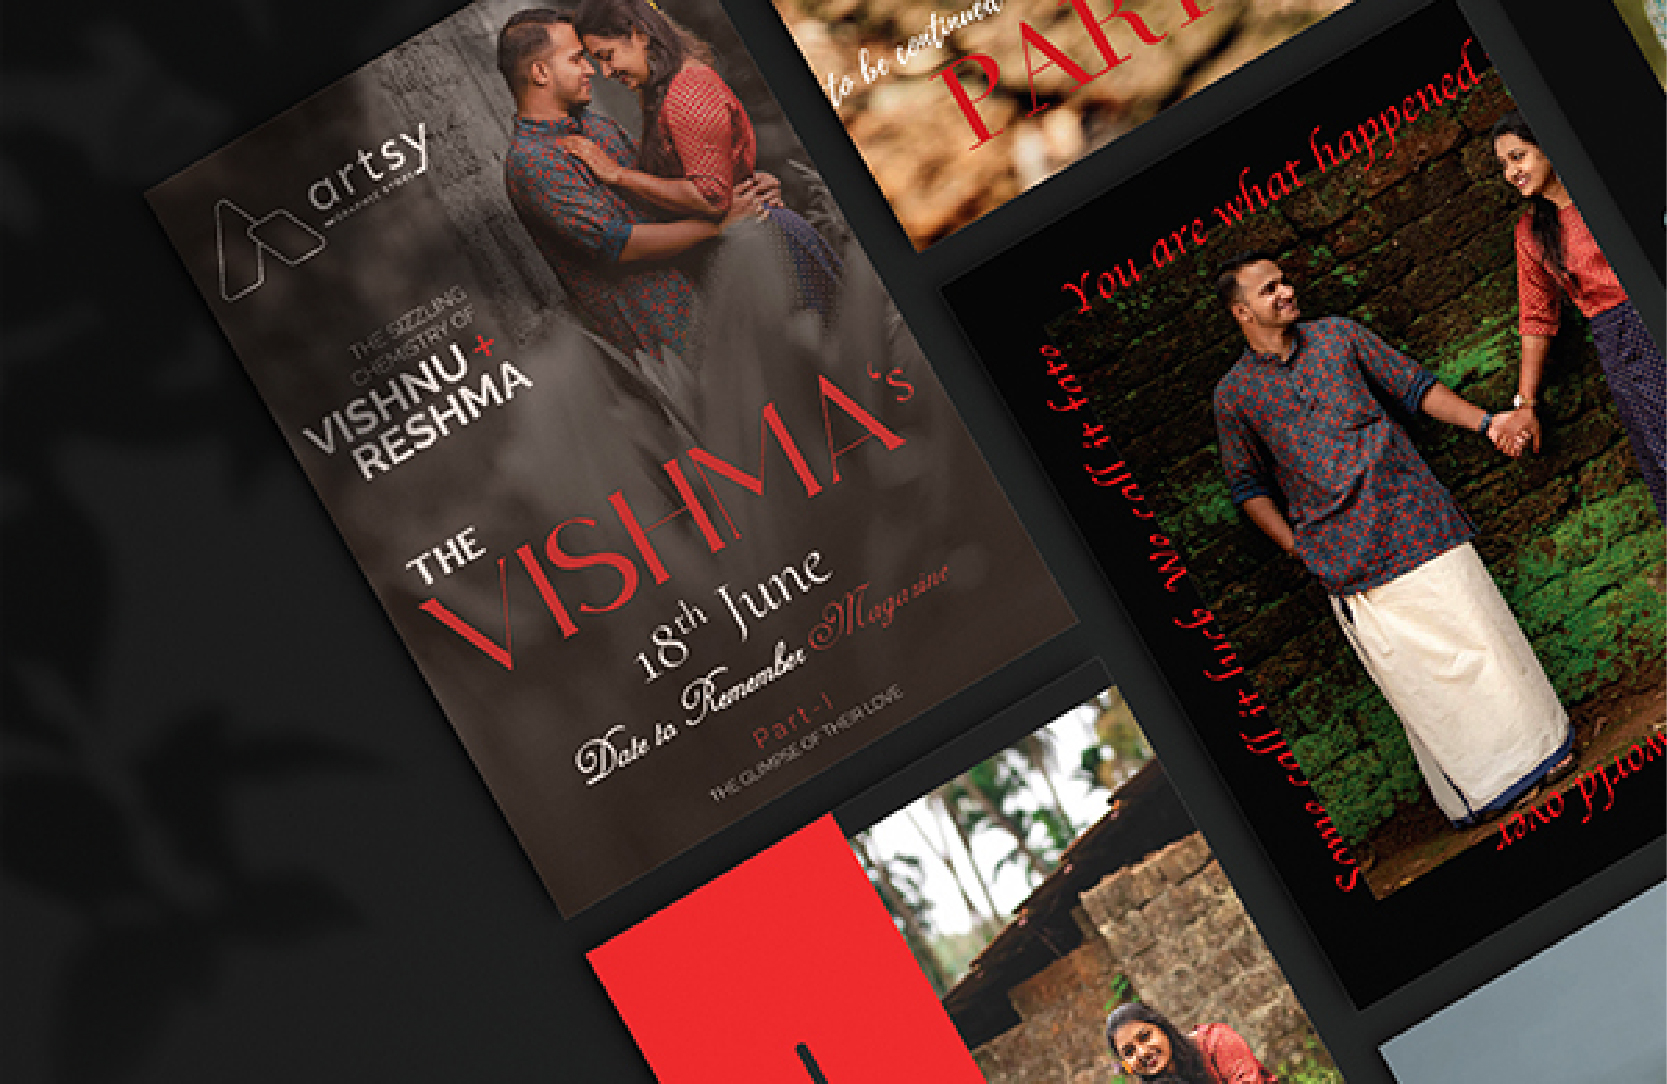 artsy
THE SIZZLING
CHEMISTRY OF
VISHNU +
RESHMA
THE
VISHMA's
18th June
Date to Remember Magazine
Part-I
THE GLIMPSE OF THEIR LOVE
to be continued
PART
You are what happened
world over
Some call it luck We call it fate